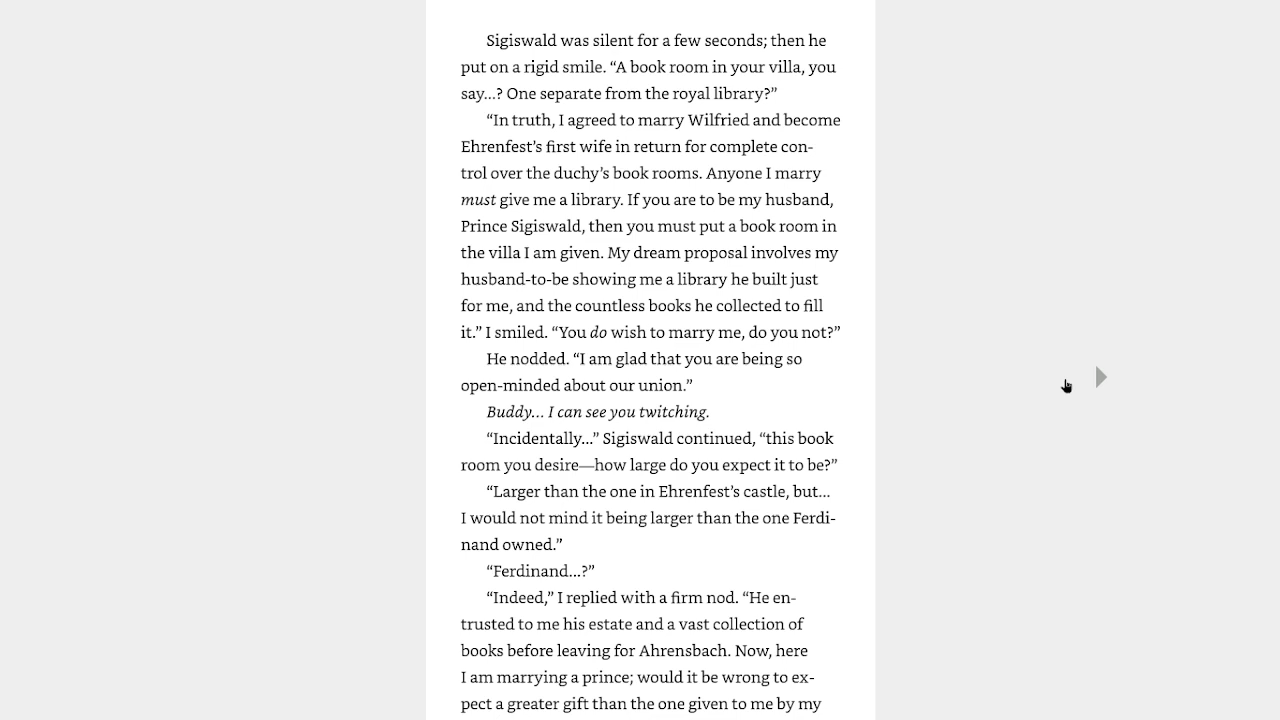 Sigiswald was silent for a few seconds; then he
put on a rigid smile. “A book room in your villa, you
say...? One separate from the royal library?”
“In truth, I agreed to marry Wilfried and become
Ehrenfest’s first wife in return for complete con-
trol over the duchy’s book rooms. Anyone I marry
must give me a library. If you are to be my husband,
Prince Sigiswald, then you must put a book room in
the villa I am given. My dream proposal involves my
husband-to-be showing me a library he built just
for me, and the countless books he collected to fill
it.” I smiled. “You do wish to marry me, do you not?”
He nodded. “I am glad that you are being so
open-minded about our union.”
Buddy... I can see you twitching.
“Incidentally...” Sigiswald continued, “this book
room you desire—how large do you expect it to be?”
“Larger than the one in Ehrenfest’s castle, but...
I would not mind it being larger than the one Ferdi-
nand owned.”
“Ferdinand...?”
“Indeed,” I replied with a firm nod. “He en-
trusted to me his estate and a vast collection of
books before leaving for Ahrensbach. Now, here
I am marrying a prince; would it be wrong to ex-
pect a greater gift than the one given to me by my